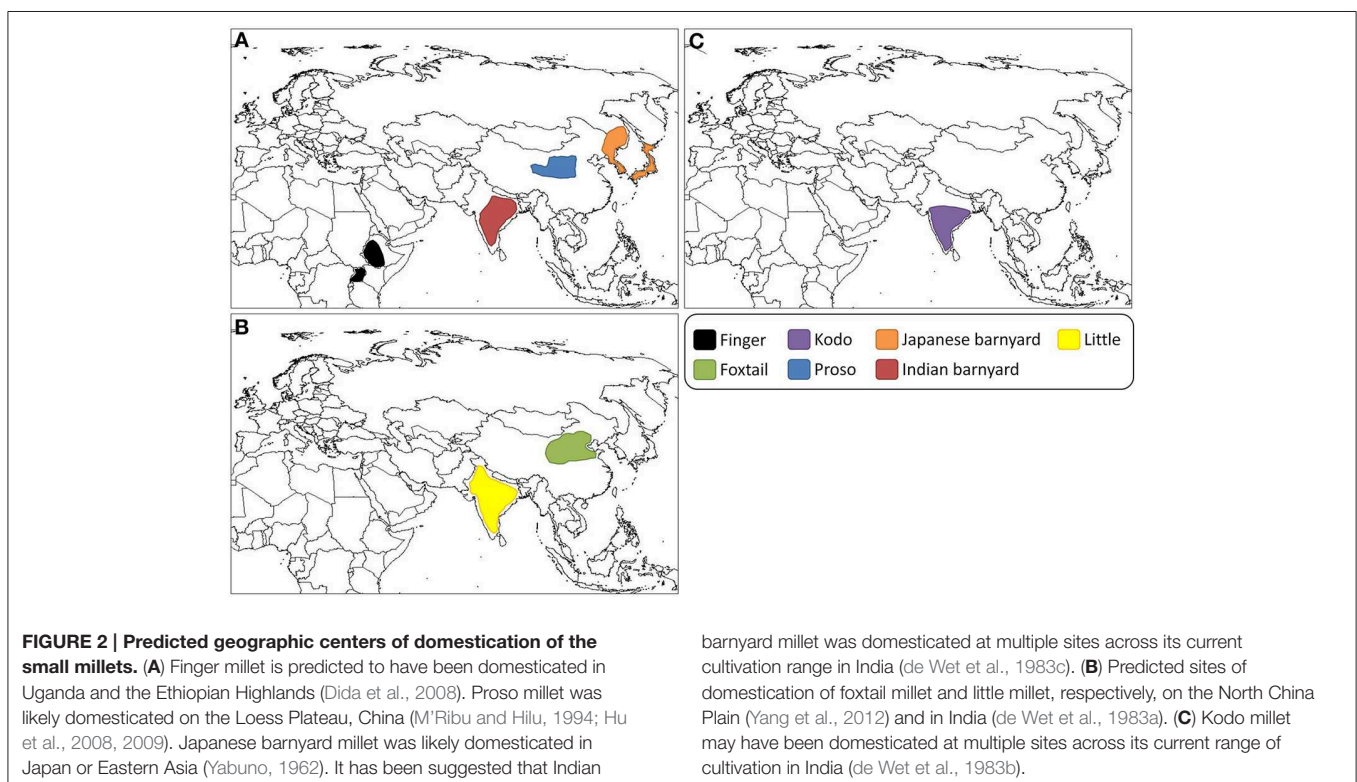 A
C
B
Finger
Kodo
Japanese barnyard
Little
Foxtail
Proso
Indian barnyard
FIGURE 2 | Predicted geographic centers of domestication of the
small millets. (A) Finger millet is predicted to have been domesticated in
Uganda and the Ethiopian Highlands (Dida et al., 2008). Proso millet was
likely domesticated on the Loess Plateau, China (M'Ribu and Hilu, 1994; Hu
et al., 2008, 2009). Japanese barnyard millet was likely domesticated in
Japan or Eastern Asia (Yabuno, 1962). It has been suggested that Indian
barnyard millet was domesticated at multiple sites across its current
cultivation range in India (de Wet et al., 1983c). (B) Predicted sites of
domestication of foxtail millet and little millet, respectively, on the North China
Plain (Yang et al., 2012) and in India (de Wet et al., 1983a). (C) Kodo millet
may have been domesticated at multiple sites across its current range of
cultivation in India (de Wet et al., 1983b).